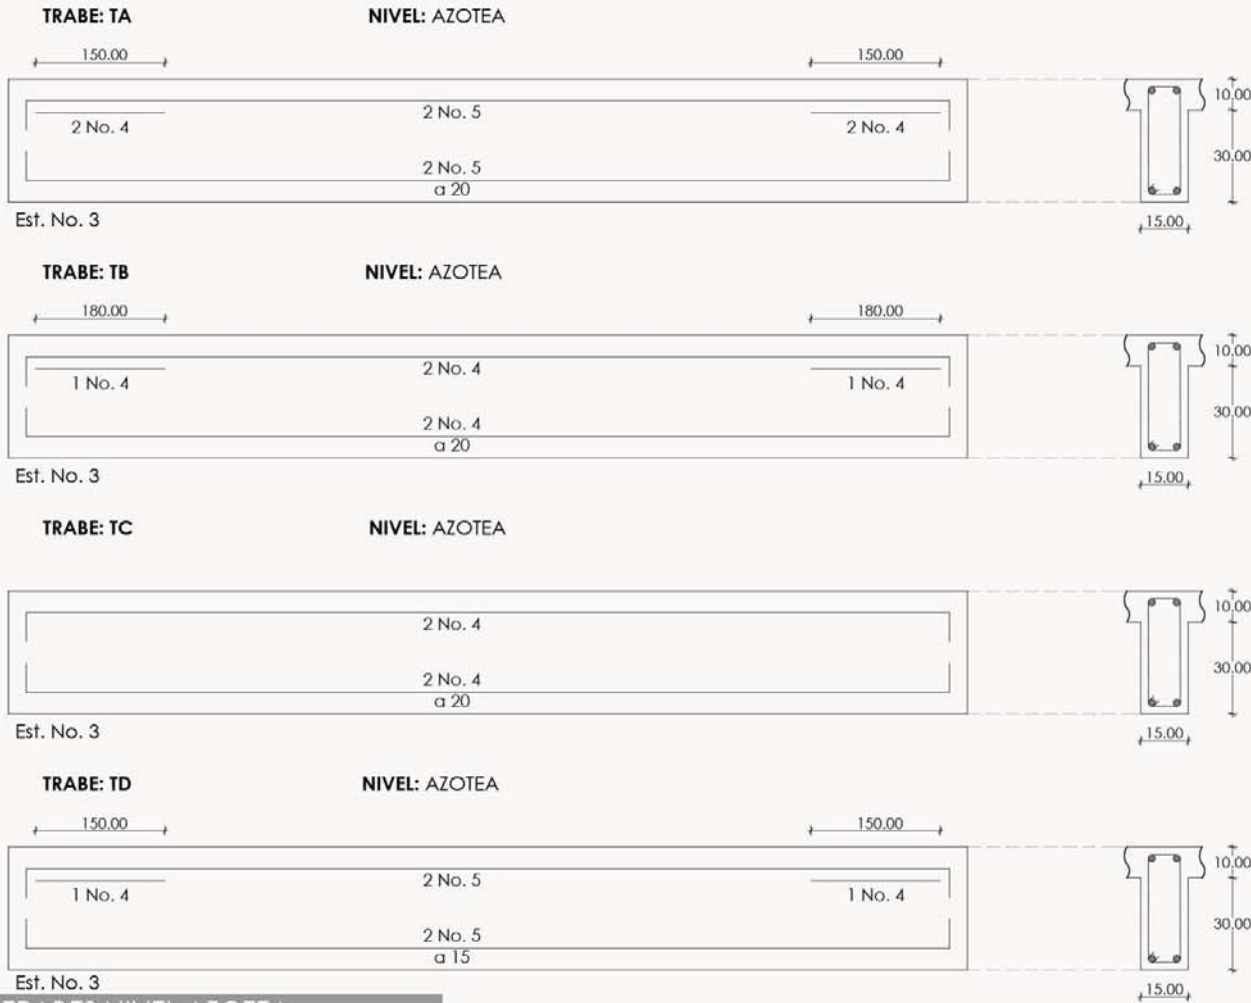 TRABE: TA NIVEL: AZOTEA
150.00 150.00
10.00
2 No. 5
2 No. 4 2 No. 4
30.00
2 No. 5
a 20
Est. No. 3
15.00
TRABE: TB NIVEL: AZOTEA
180.00 180.00
10.00
2 No. 4
1 No. 4 1 No. 4
30.00
2 No. 4
a 20
Est. No. 3
15.00
TRABE: TC NIVEL: AZOTEA
10.00
2 No. 4
30.00
2 No. 4
a 20
Est. No. 3
15.00
TRABE: TD NIVEL: AZOTEA
150.00 150.00
10.00
2 No. 5
1 No. 4 1 No. 4
30.00
2 No. 5
a 15
Est. No. 3
15.00